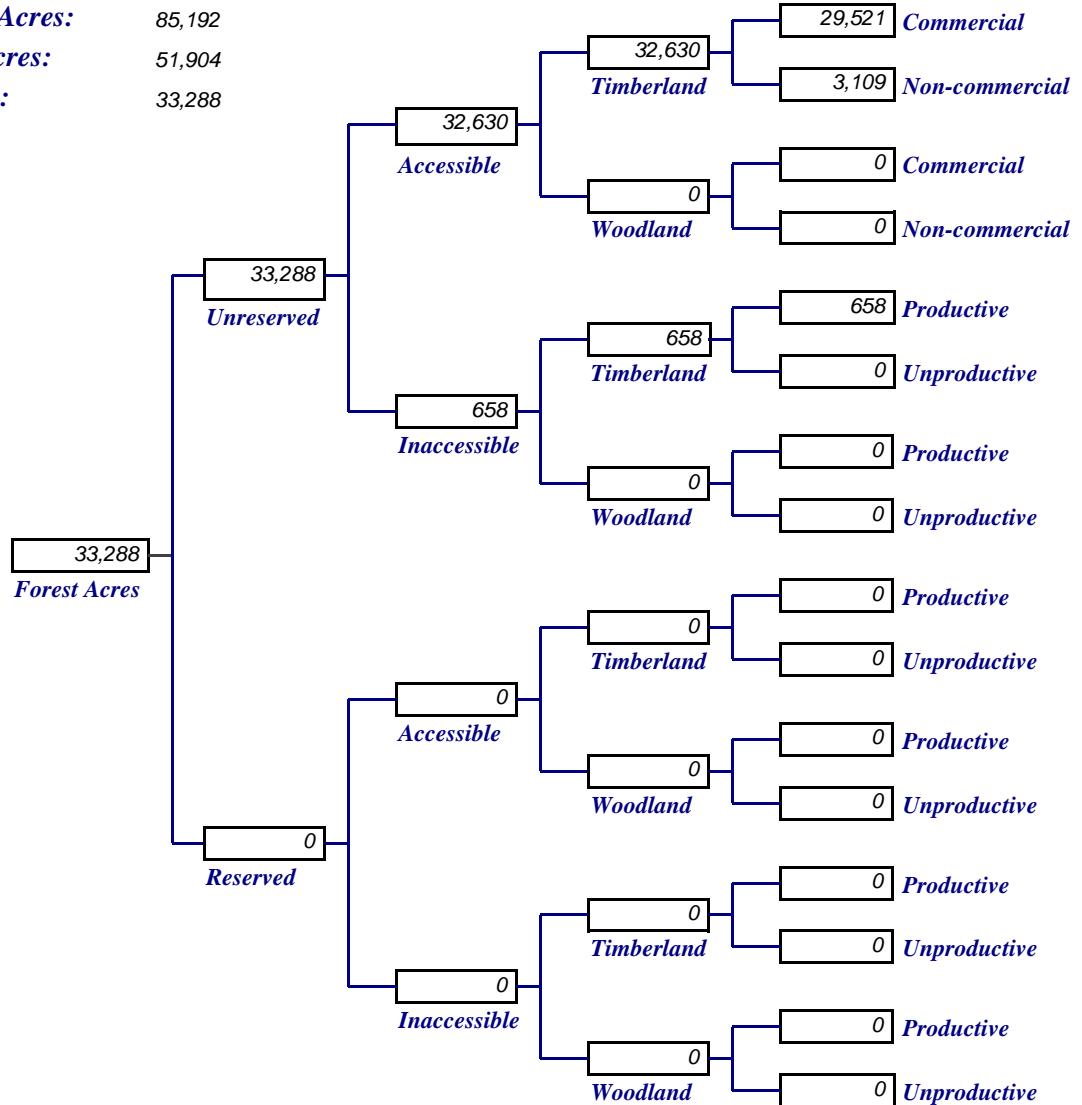 Acres: 85,192
cres: 51,904
: 33,288
29,521 Commercial
32,630
Timberland
3,109 Non-commercial
32,630
Accessible
0 Commercial
0
Woodland
0 Non-commercial
33,288
Unreserved
658 Productive
658
Timberland
0 Unproductive
658
Inaccessible
0 Productive
0
Woodland
0 Unproductive
33,288
Forest Acres
0 Productive
0
Timberland
0 Unproductive
0
Accessible
0 Productive
0
Woodland
0 Unproductive
0
Reserved
0 Productive
0
Timberland
0 Unproductive
0
Inaccessible
0 Productive
0
Woodland
0 Unproductive